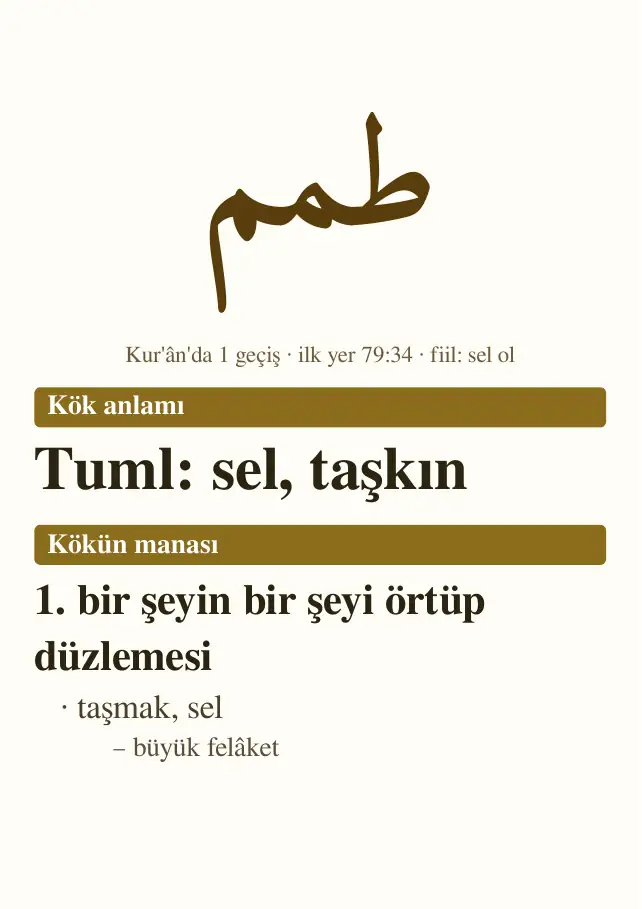 طمم
Kur'ân'da 1 geçiş · ilk yer 79:34 · fiil: sel ol
Kök anlamı
Tuml: sel, taşkın
Kökün manası
1. bir şeyin bir şeyi örtüp
düzlemesi
· taşmak, sel
– büyük felâket